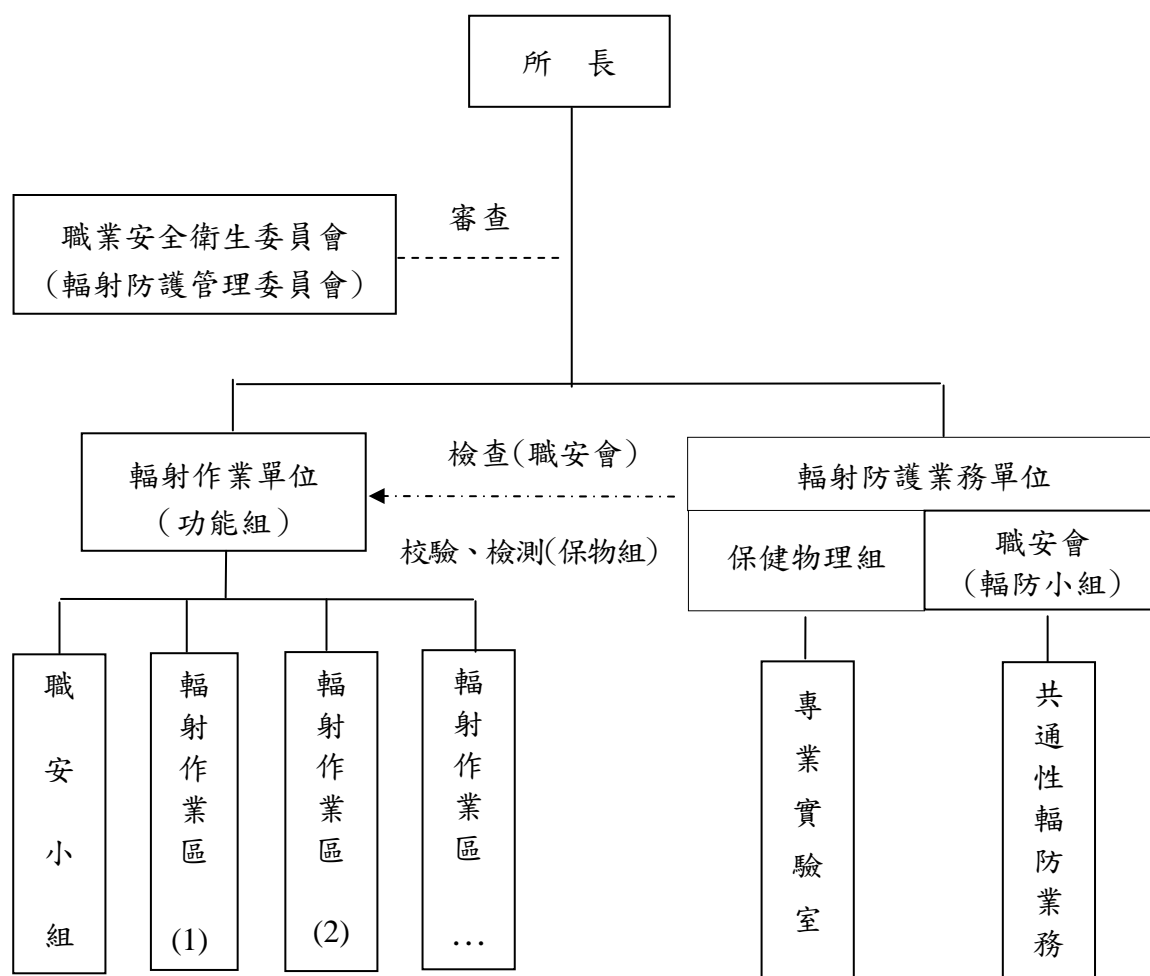 所 長
審查
職業安全衛生委員會
(輻射防護管理委員會)
輻射作業單位
(功能組)
檢查(職安會)
校驗、檢測(保物組)
輻射防護業務單位
保健物理組
職安會
(輻防小組)
職安小組
輻射作業區(1)
輻射作業區(2)
輻射作業區…
專業實驗室
共通性輻防業務